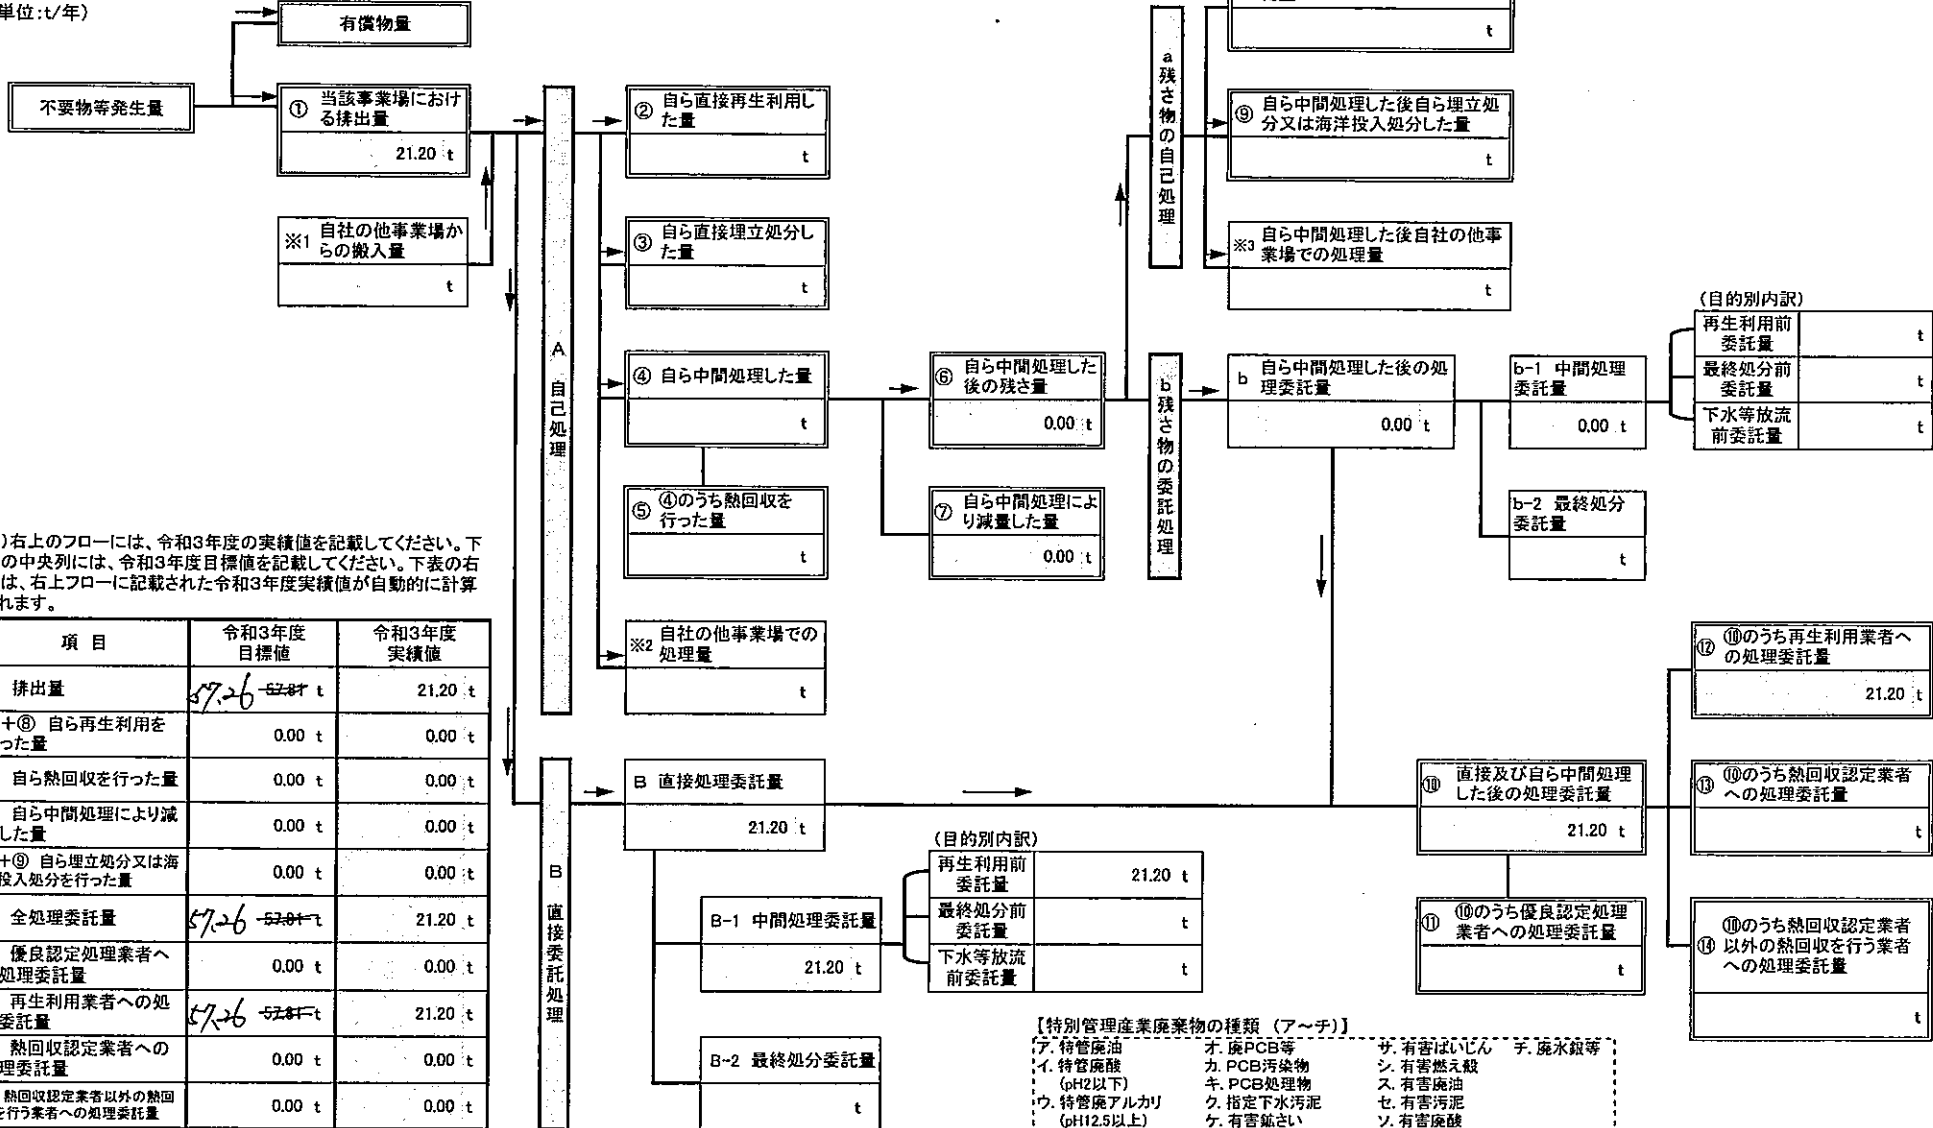 単位:t/年)
有償物量
不要物等発生量
① 当該事業場におけ
る排出量
21.20 t
※1 自社の他事業場か
らの搬入量
t
A 自己処理
② 自ら直接再生利用し
た量
t
③ 自ら直接埋立処分し
た量
t
④ 自ら中間処理した量
t
⑤ ④のうち熱回収を
行った量
t
※2 自社の他事業場での
処理量
t
⑥ 自ら中間処理した
後の残さ量
0.00 t
⑦ 自ら中間処理によ
り減量した量
0.00 t
a 残さ物の自己処理
t
⑨ 自ら中間処理した後自ら埋立処
分又は海洋投入処分した量
t
※3 自ら中間処理した後自社の他事
業場での処理量
t
b 残さ物の委託処理
b 自ら中間処理した後の処
理委託量
0.00 t
b-1 中間処理
委託量
0.00 t
b-2 最終処分
委託量
t
(目的別内訳)
再生利用前
委託量 t
最終処分前
委託量 t
下水等放流
前委託量 t
)右上のフローには、令和3年度の実績値を記載してください。下
の中央列には、令和3年度目標値を記載してください。下表の右
は、右上フローに記載された令和3年度実績値が自動的に計算
れます。
項 目 令和3年度
目標値 令和3年度
実績値
排出量 57.26 57.81 t 21.20 t
+⑧ 自ら再生利用を
った量 0.00 t 0.00 t
自ら熱回収を行った量 0.00 t 0.00 t
自ら中間処理により減
した量 0.00 t 0.00 t
+⑨ 自ら埋立処分又は海
投入処分を行った量 0.00 t 0.00 t
全処理委託量 57.26 57.81 t 21.20 t
優良認定処理業者へ
処理委託量 0.00 t 0.00 t
再生利用業者への処
委託量 57.26 57.81 t 21.20 t
熱回収認定業者への
理委託量 0.00 t 0.00 t
熱回収認定業者以外の熱回
を行う業者への処理委託量 0.00 t 0.00 t
B 直接委託処理
B 直接処理委託量
21.20 t
B-1 中間処理委託量
21.20 t
B-2 最終処分委託量
t
(目的別内訳)
再生利用前
委託量 21.20 t
最終処分前
委託量 t
下水等放流
前委託量 t
⑩ 直接及び自ら中間処理
した後の処理委託量
21.20 t
⑪ ⑩のうち優良認定処理
業者への処理委託量
t
⑫ ⑩のうち再生利用業者へ
の処理委託量
21.20 t
⑬ ⑩のうち熱回収認定業者
への処理委託量
t
⑭ ⑩のうち熱回収認定業者
以外の熱回収を行う業者
への処理委託量
t
【特別管理産業廃棄物の種類 (ア~チ)】
ア. 特管廃油 オ. 廃PCB等 サ. 有害ばいじん チ. 廃水銀等
イ. 特管廃酸 カ. PCB汚染物 シ. 有害燃え殻
(pH2以下) キ. PCB処理物 ス. 有害廃油
ウ. 特管廃アルカリ ク. 指定下水汚泥 セ. 有害汚泥
(pH12.5以上) ケ. 有害鉱さい ソ. 有害廃酸